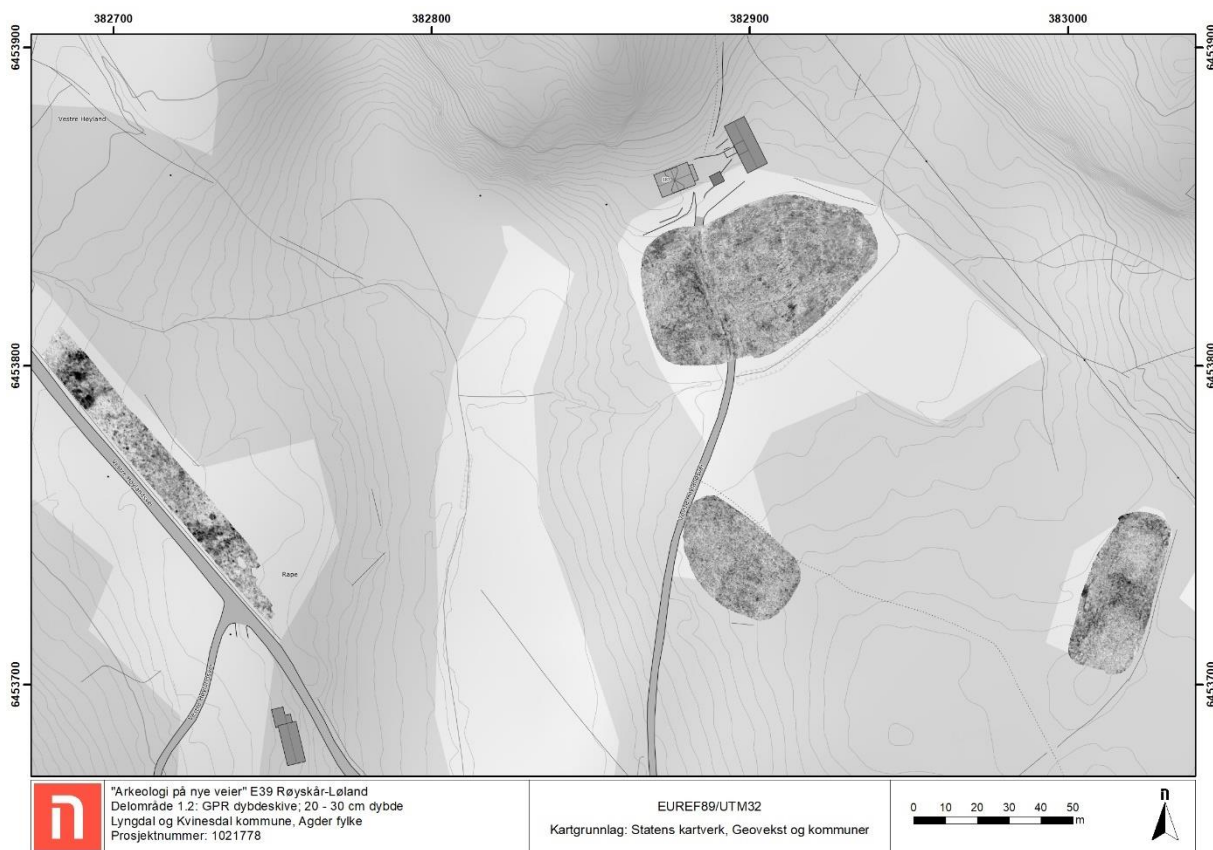 382700 382800 382900 383000
6453900 6453900
Vestre Høyland
6453800 6453800
Rape
6453700 6453700
n
"Arkeologi på nye veier" E39 Røyskår-Løland
Delområde 1.2: GPR dybdeskive; 20 - 30 cm dybde
Lyngdal og Kvinesdal kommune, Agder fylke
Prosjektnummer: 1021778
EUREF89/UTM32
Kartgrunnlag: Statens kartverk, Geovekst og kommuner
0 10 20 30 40 50
m
n